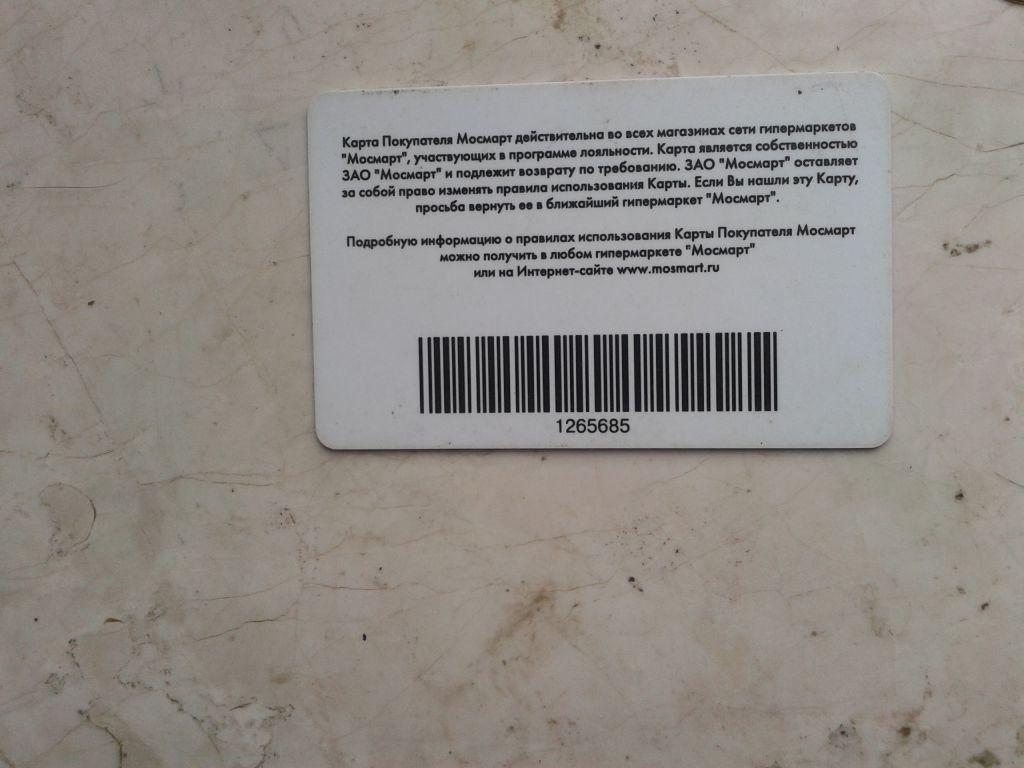 Карта Покупателя Мосмарт действительна во всех магазинах сети гипермаркетов
"Мосмарт", участвующих в программе лояльности. Карта является собственностью
ЗАО "Мосмарт" и подлежит возврату по требованию. ЗАО "Мосмарт" оставляет
за собой право изменять правила использования Карты. Если Вы нашли эту Карту,
просьба вернуть ее в ближайший гипермаркет "Мосмарт".
Подробную информацию о правилах использования Карты Покупателя Мосмарт
можно получить в любом гипермаркете "Мосмарт"
или на Интернет-сайте www.mosmart.ru
1265685